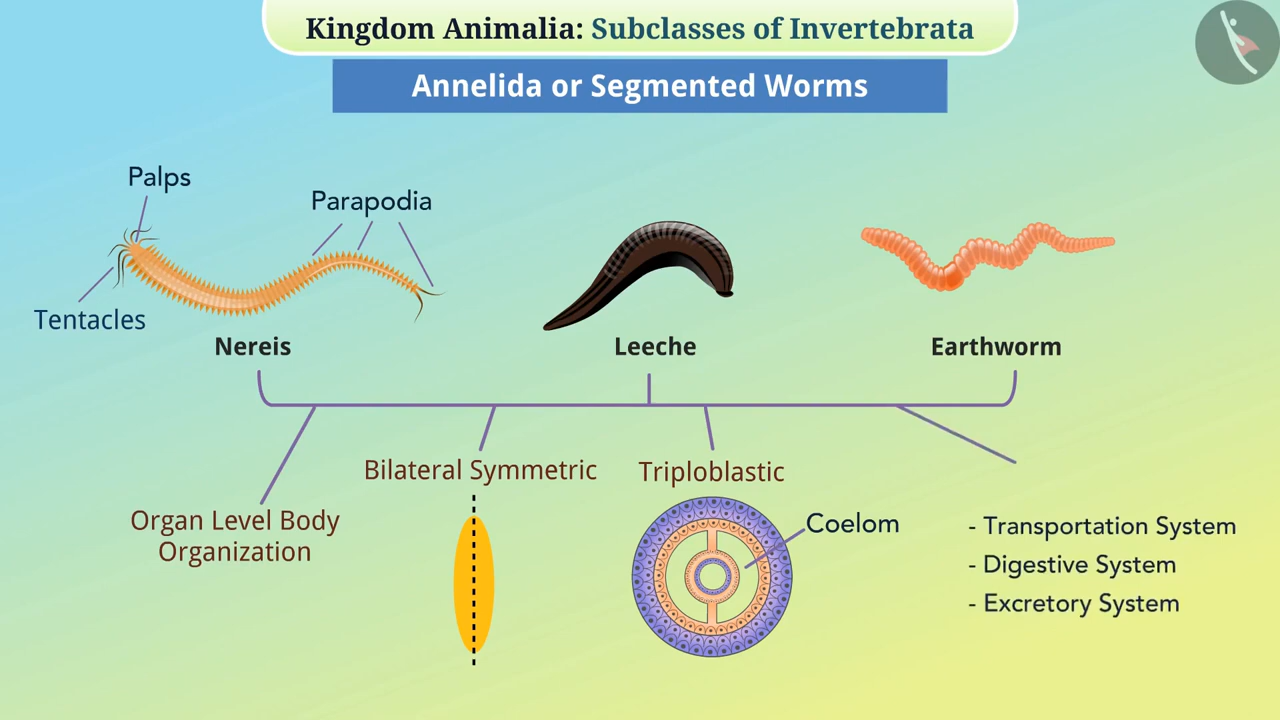 Kingdom Animalia: Subclasses of Invertebrata
Annelida or Segmented Worms
Palps
Parapodia
Tentacles
Nereis
Leeche
Earthworm
Bilateral Symmetric
Triploblastic
Organ Level Body
Organization
Coelom
- Transportation System
- Digestive System
- Excretory System